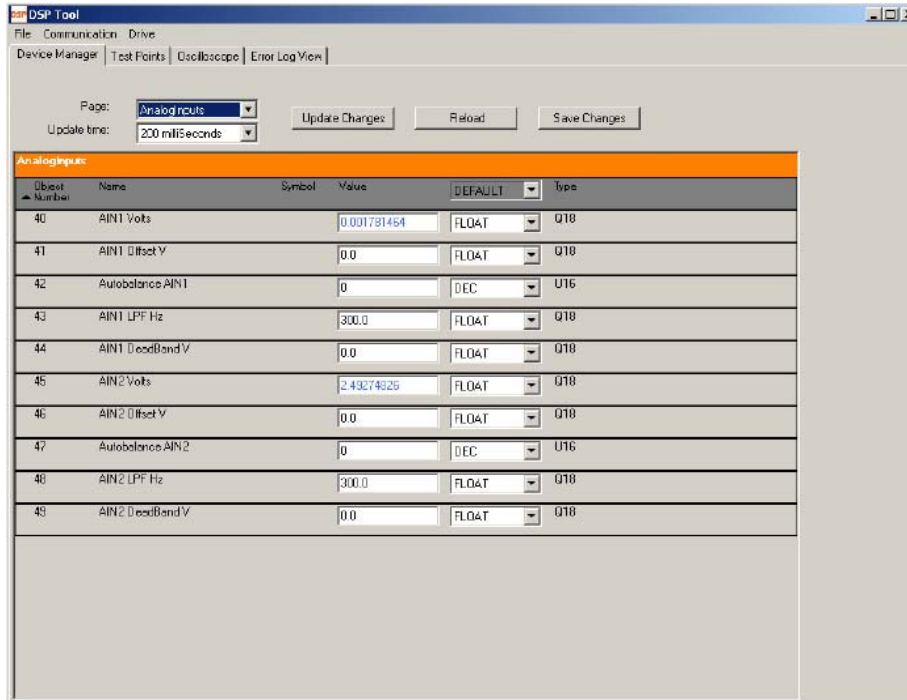 DSP DSP Tool
File Communication Drive
Device Manager Test Points Oscilloscope Error Log View
Page: AnalogInputs Update Changes Reload Save Changes
Update time: 200 milliSeconds
AnalogInputs
Object Number Name Symbol Value DEFAULT Type
40 AIN1 Volts 0.001781464 FLOAT Q18
41 AIN1 Offset V 0.0 FLOAT Q18
42 Autobalance AIN1 0 DEC U16
43 AIN1 LPF Hz 300.0 FLOAT Q18
44 AIN1 DeadBand V 0.0 FLOAT Q18
45 AIN2 Volts 2.49274826 FLOAT Q18
46 AIN2 Offset V 0.0 FLOAT Q18
47 Autobalance AIN2 0 DEC U16
48 AIN2 LPF Hz 300.0 FLOAT Q18
49 AIN2 DeadBand V 0.0 FLOAT Q18